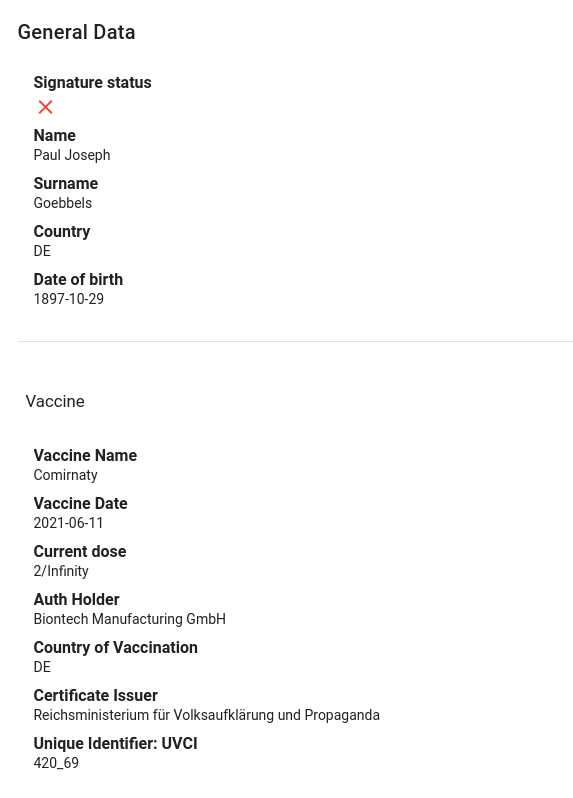 General Data
Signature status
Name
Paul Joseph
Surname
Goebbels
Country
DE
Date of birth
1897-10-29
Vaccine
Vaccine Name
Comirnaty
Vaccine Date
2021-06-11
Current dose
2/Infinity
Auth Holder
Biontech Manufacturing GmbH
Country of Vaccination
DE
Certificate Issuer
Reichsministerium für Volksaufklärung und Propaganda
Unique Identifier: UVCI
420_69